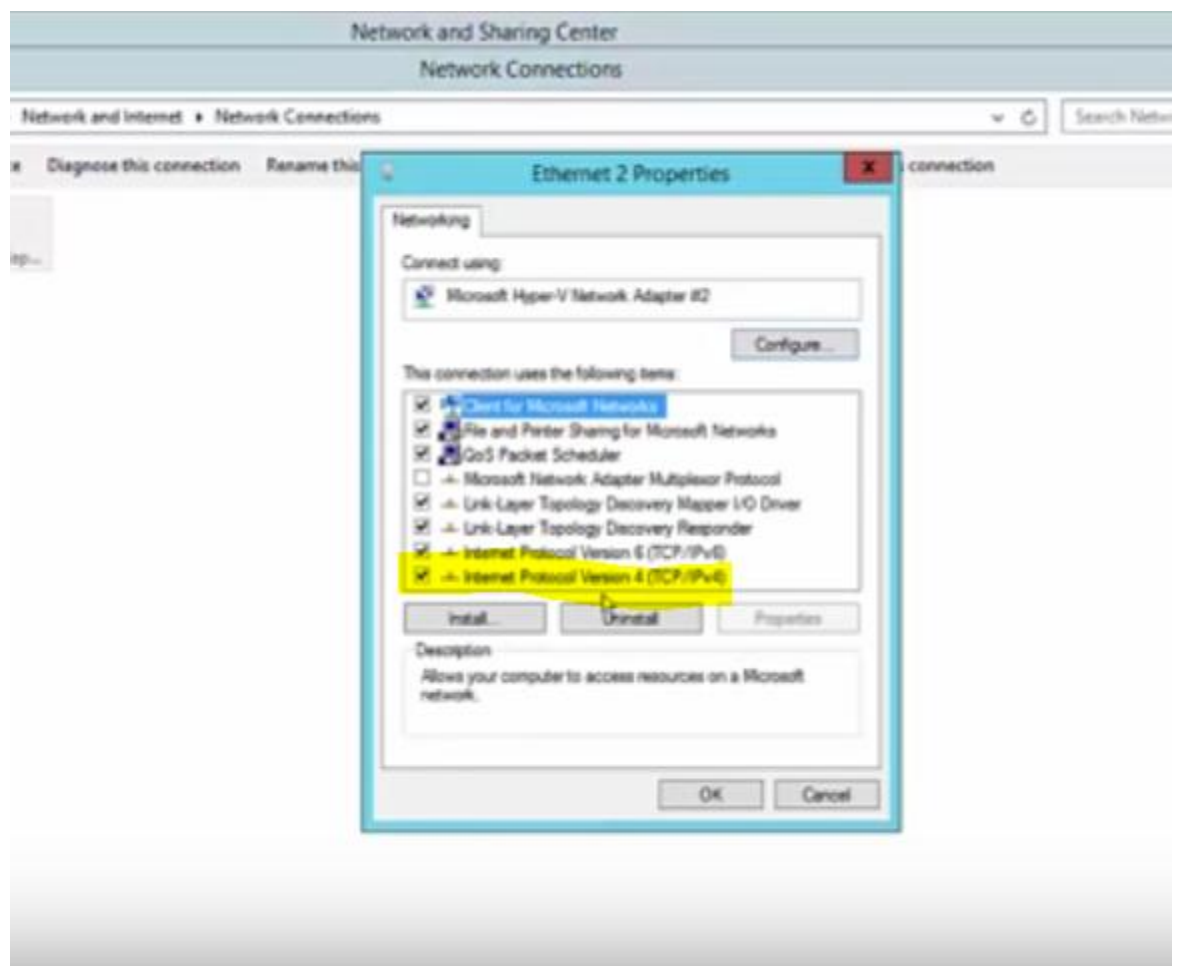 Network and Sharing Center
Network Connections
Network and Internet ▸ Network Connections
Search Netw
Diagnose this connection Rename this connection
Ethernet 2 Properties
Networking
Connect using:
Microsoft Hyper-V Network Adapter #2
Configure...
This connection uses the following items:
Client for Microsoft Networks
File and Printer Sharing for Microsoft Networks
QoS Packet Scheduler
Microsoft Network Adapter Multiplexor Protocol
Link-Layer Topology Discovery Mapper I/O Driver
Link-Layer Topology Discovery Responder
Internet Protocol Version 6 (TCP/IPv6)
Internet Protocol Version 4 (TCP/IPv4)
Install... Uninstall Properties
Description
Allows your computer to access resources on a Microsoft
network.
OK Cancel